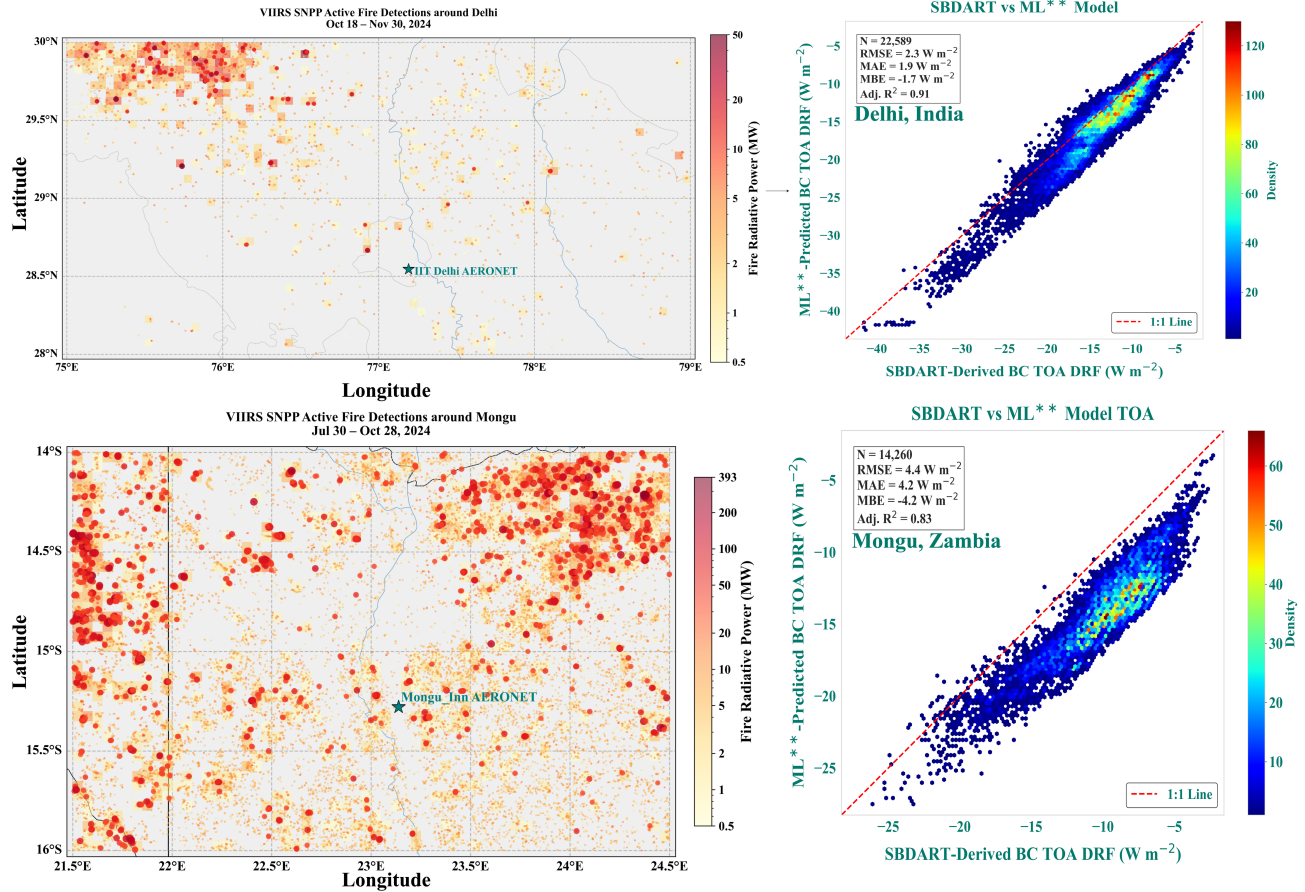 VIIRS SNPP Active Fire Detections around Delhi
Oct 18 – Nov 30, 2024
30°N
29.5°N
29°N
28.5°N
28°N
Latitude
75°E
76°E
77°E
78°E
79°E
Longitude
IIT Delhi AERONET
50
20
10
5
2
1
0.5
Fire Radiative Power (MW)
SBDART vs ML** Model
N = 22,589
RMSE = 2.3 W m−2
MAE = 1.9 W m−2
MBE = -1.7 W m−2
Adj. R2 = 0.91
Delhi, India
−5
−10
−15
−20
−25
−30
−35
−40
ML**-Predicted BC TOA DRF (W m−2)
1:1 Line
−40
−35
−30
−25
−20
−15
−10
−5
SBDART-Derived BC TOA DRF (W m−2)
120
100
80
60
40
20
Density
VIIRS SNPP Active Fire Detections around Mongu
Jul 30 – Oct 28, 2024
14°S
14.5°S
15°S
15.5°S
16°S
Latitude
21.5°E
22°E
22.5°E
23°E
23.5°E
24°E
24.5°E
Longitude
Mongu_Inn AERONET
393
200
100
50
20
10
5
2
1
0.5
Fire Radiative Power (MW)
SBDART vs ML** Model TOA
N = 14,260
RMSE = 4.4 W m−2
MAE = 4.2 W m−2
MBE = -4.2 W m−2
Adj. R2 = 0.83
Mongu, Zambia
−5
−10
−15
−20
−25
ML**-Predicted BC TOA DRF (W m−2)
1:1 Line
−25
−20
−15
−10
−5
SBDART-Derived BC TOA DRF (W m−2)
60
50
40
30
20
10
Density